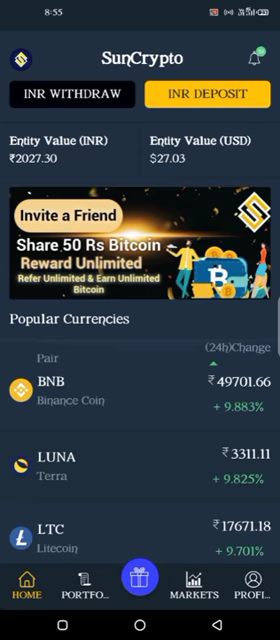 8:55
SunCrypto
INR WITHDRAW
INR DEPOSIT
Entity Value (INR)
Entity Value (USD)
₹2027.30
$27.03
Invite a Friend
Share 50 Rs Bitcoin
Reward Unlimited
Refer Unlimited & Earn Unlimited
Bitcoin
Popular Currencies
Pair
(24h)Change
BNB
₹49701.66
Binance Coin
+ 9.883%
LUNA
₹3311.11
Terra
+ 9.825%
LTC
₹17671.18
Litecoin
+ 9.701%
HOME
PORTFO...
MARKETS
PROFI...